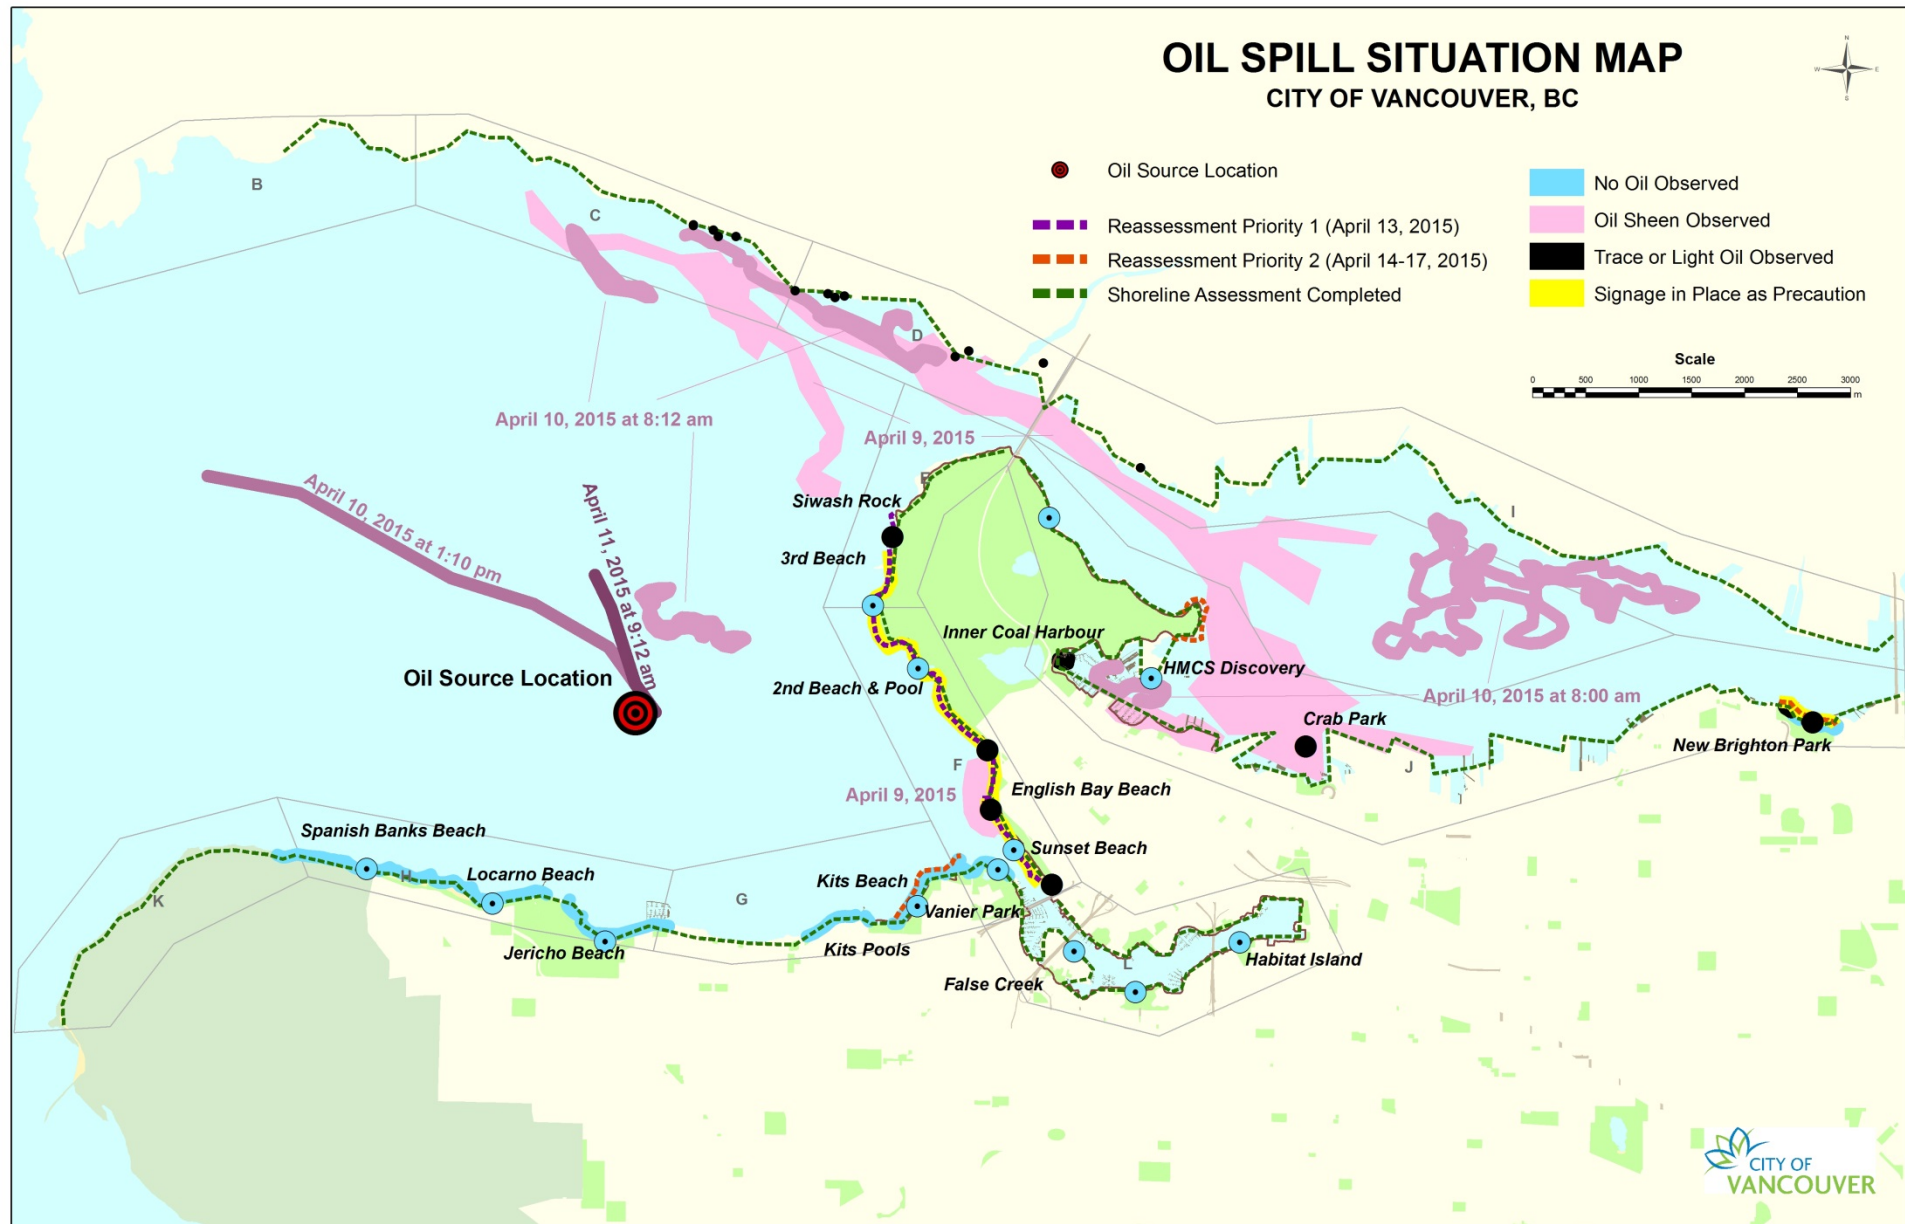 OIL SPILL SITUATION MAP
CITY OF VANCOUVER, BC
N
W
E
S
Oil Source Location
Reassessment Priority 1 (April 13, 2015)
Reassessment Priority 2 (April 14-17, 2015)
Shoreline Assessment Completed
No Oil Observed
Oil Sheen Observed
Trace or Light Oil Observed
Signage in Place as Precaution
Scale
0 500 1000 1500 2000 2500 3000
m
B
C
D
April 10, 2015 at 8:12 am
April 9, 2015
E
Siwash Rock
April 10, 2015 at 1:10 pm
April 11, 2015 at 9:12 am
I
3rd Beach
Inner Coal Harbour
HMCS Discovery
Oil Source Location
2nd Beach & Pool
April 10, 2015 at 8:00 am
Crab Park
New Brighton Park
F
J
April 9, 2015
English Bay Beach
Spanish Banks Beach
Sunset Beach
Locarno Beach
H
Kits Beach
K
G
Vanier Park
Jericho Beach
Kits Pools
Habitat Island
L
False Creek
CITY OF
VANCOUVER